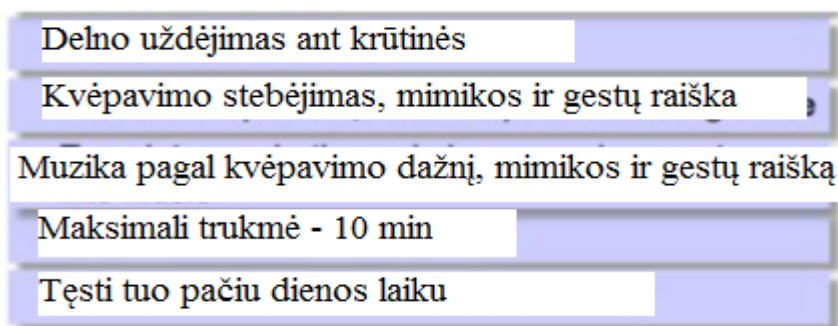 Delno uždėjimas ant krūtinės
Kvėpavimo stebėjimas, mimikos ir gestų raiška
Muzika pagal kvėpavimo dažnį, mimikos ir gestų raišką
Maksimali trukmė - 10 min
Tęsti tuo pačiu dienos laiku